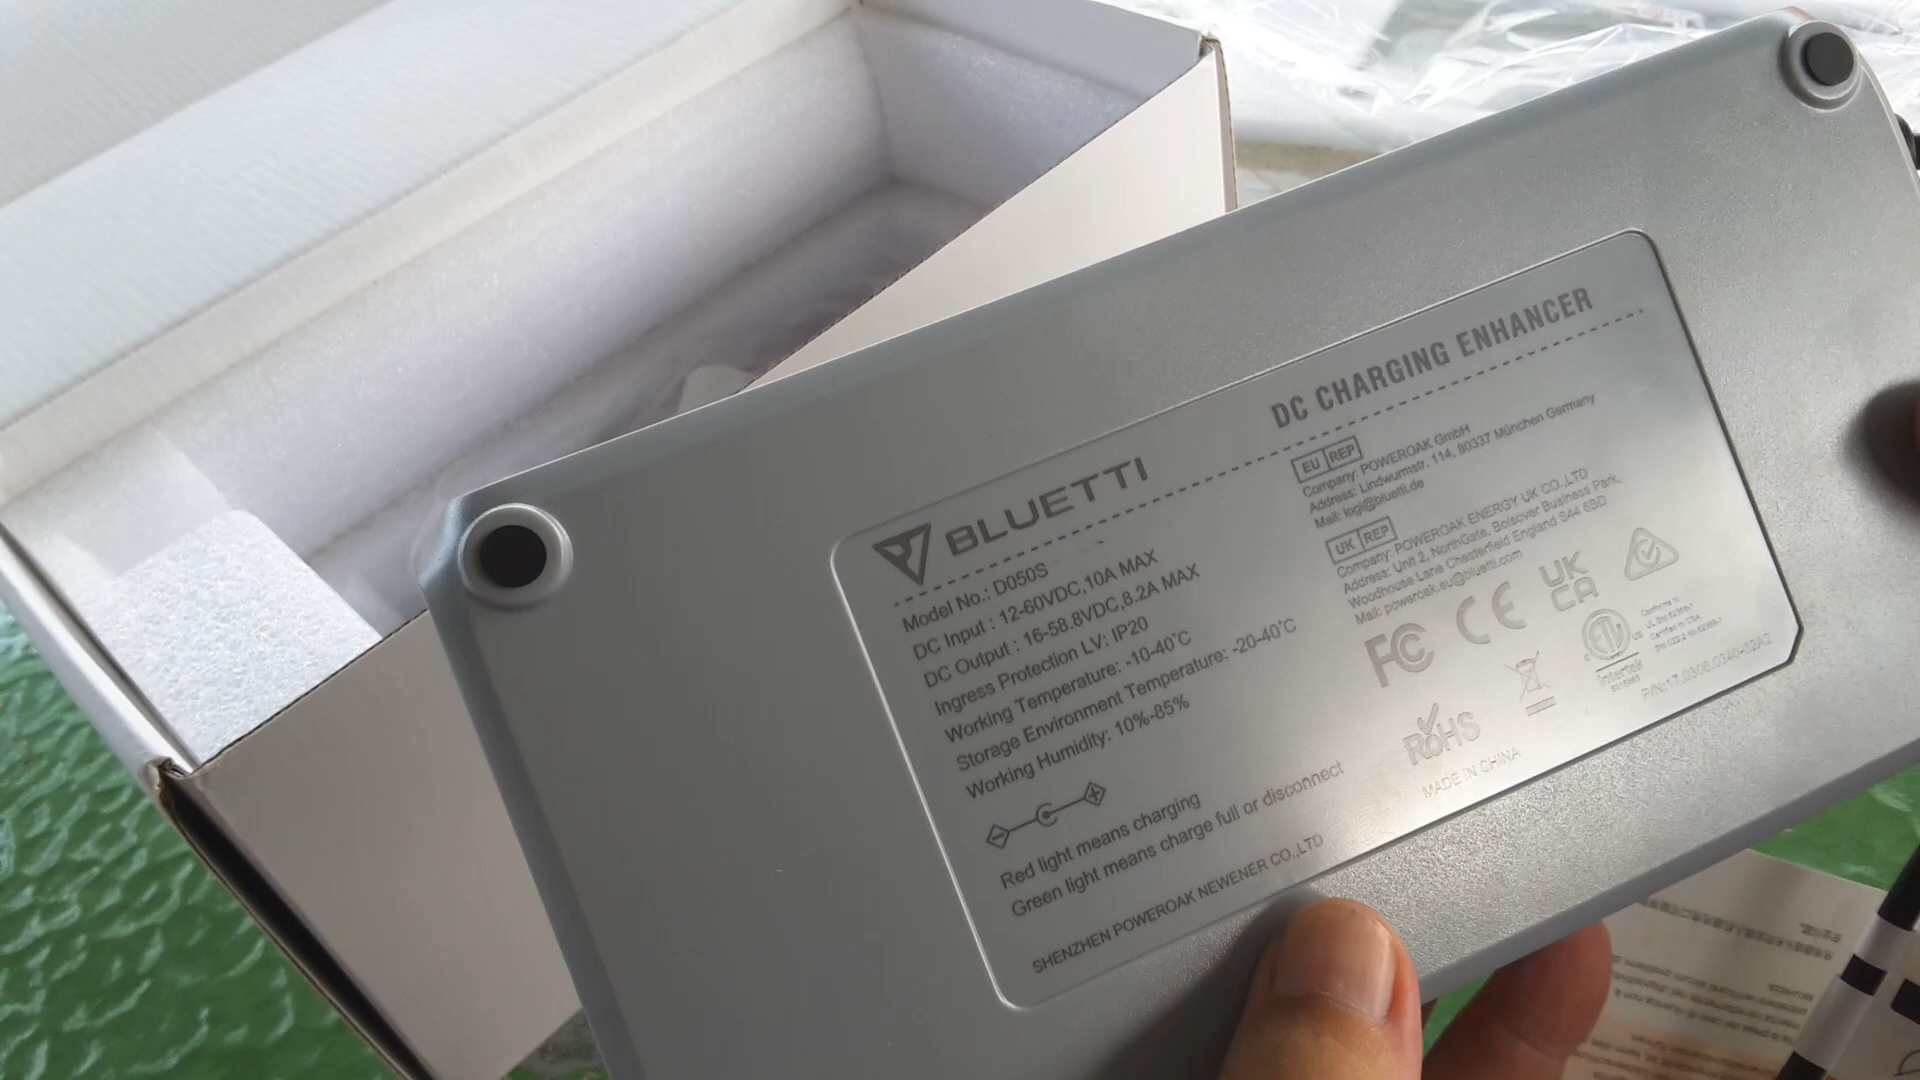 BLUETTI
DC CHARGING ENHANCER
Model No.: D050S
DC Input : 12-60VDC,10A MAX
DC Output : 16-58.8VDC,8.2A MAX
Ingress Protection LV: IP20
Working Temperature: -10-40°C
Storage Environment Temperature: -20-40°C
Working Humidity: 10%-85%
Red light means charging
Green light means charge full or disconnect
SHENZHEN POWEROAK NEWENER CO.,LTD
EU REP
Company: POWEROAK GmbH
Address: Lindwurmstr. 114, 80337 München Germany
Mail: logi@bluetti.de
UK REP
Company: POWEROAK ENERGY UK CO.,LTD
Address: Unit 2, NorthGate, Bolsover Business Park,
Woodhouse Lane Chesterfield England S44 6BD
Mail: poweroak.eu@bluetti.com
FC CE UK
CA
Intertek
RoHS
MADE IN CHINA
P/N:17.0306.0340-02A2